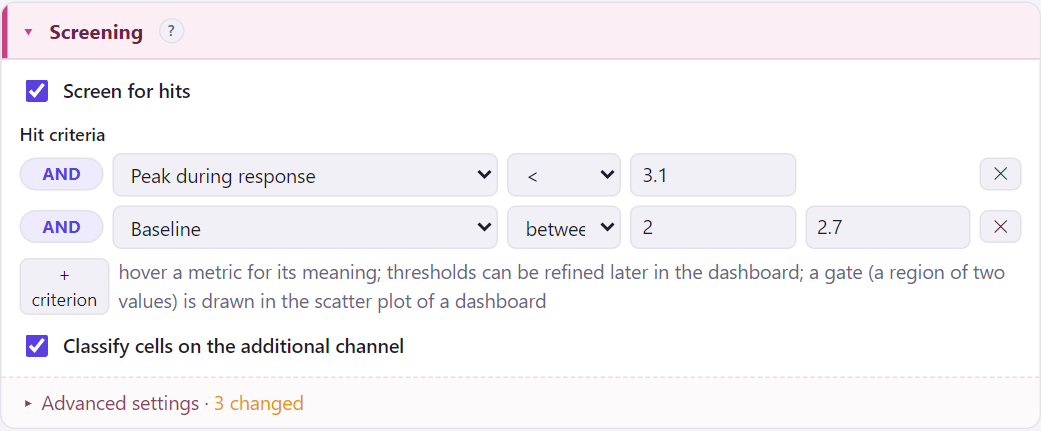 Screening ?
Screen for hits
Hit criteria
AND Peak during response < 3.1 ×
AND Baseline betwee 2 2.7 ×
+ criterion
hover a metric for its meaning; thresholds can be refined later in the dashboard; a gate (a region of two
values) is drawn in the scatter plot of a dashboard
Classify cells on the additional channel
Advanced settings · 3 changed